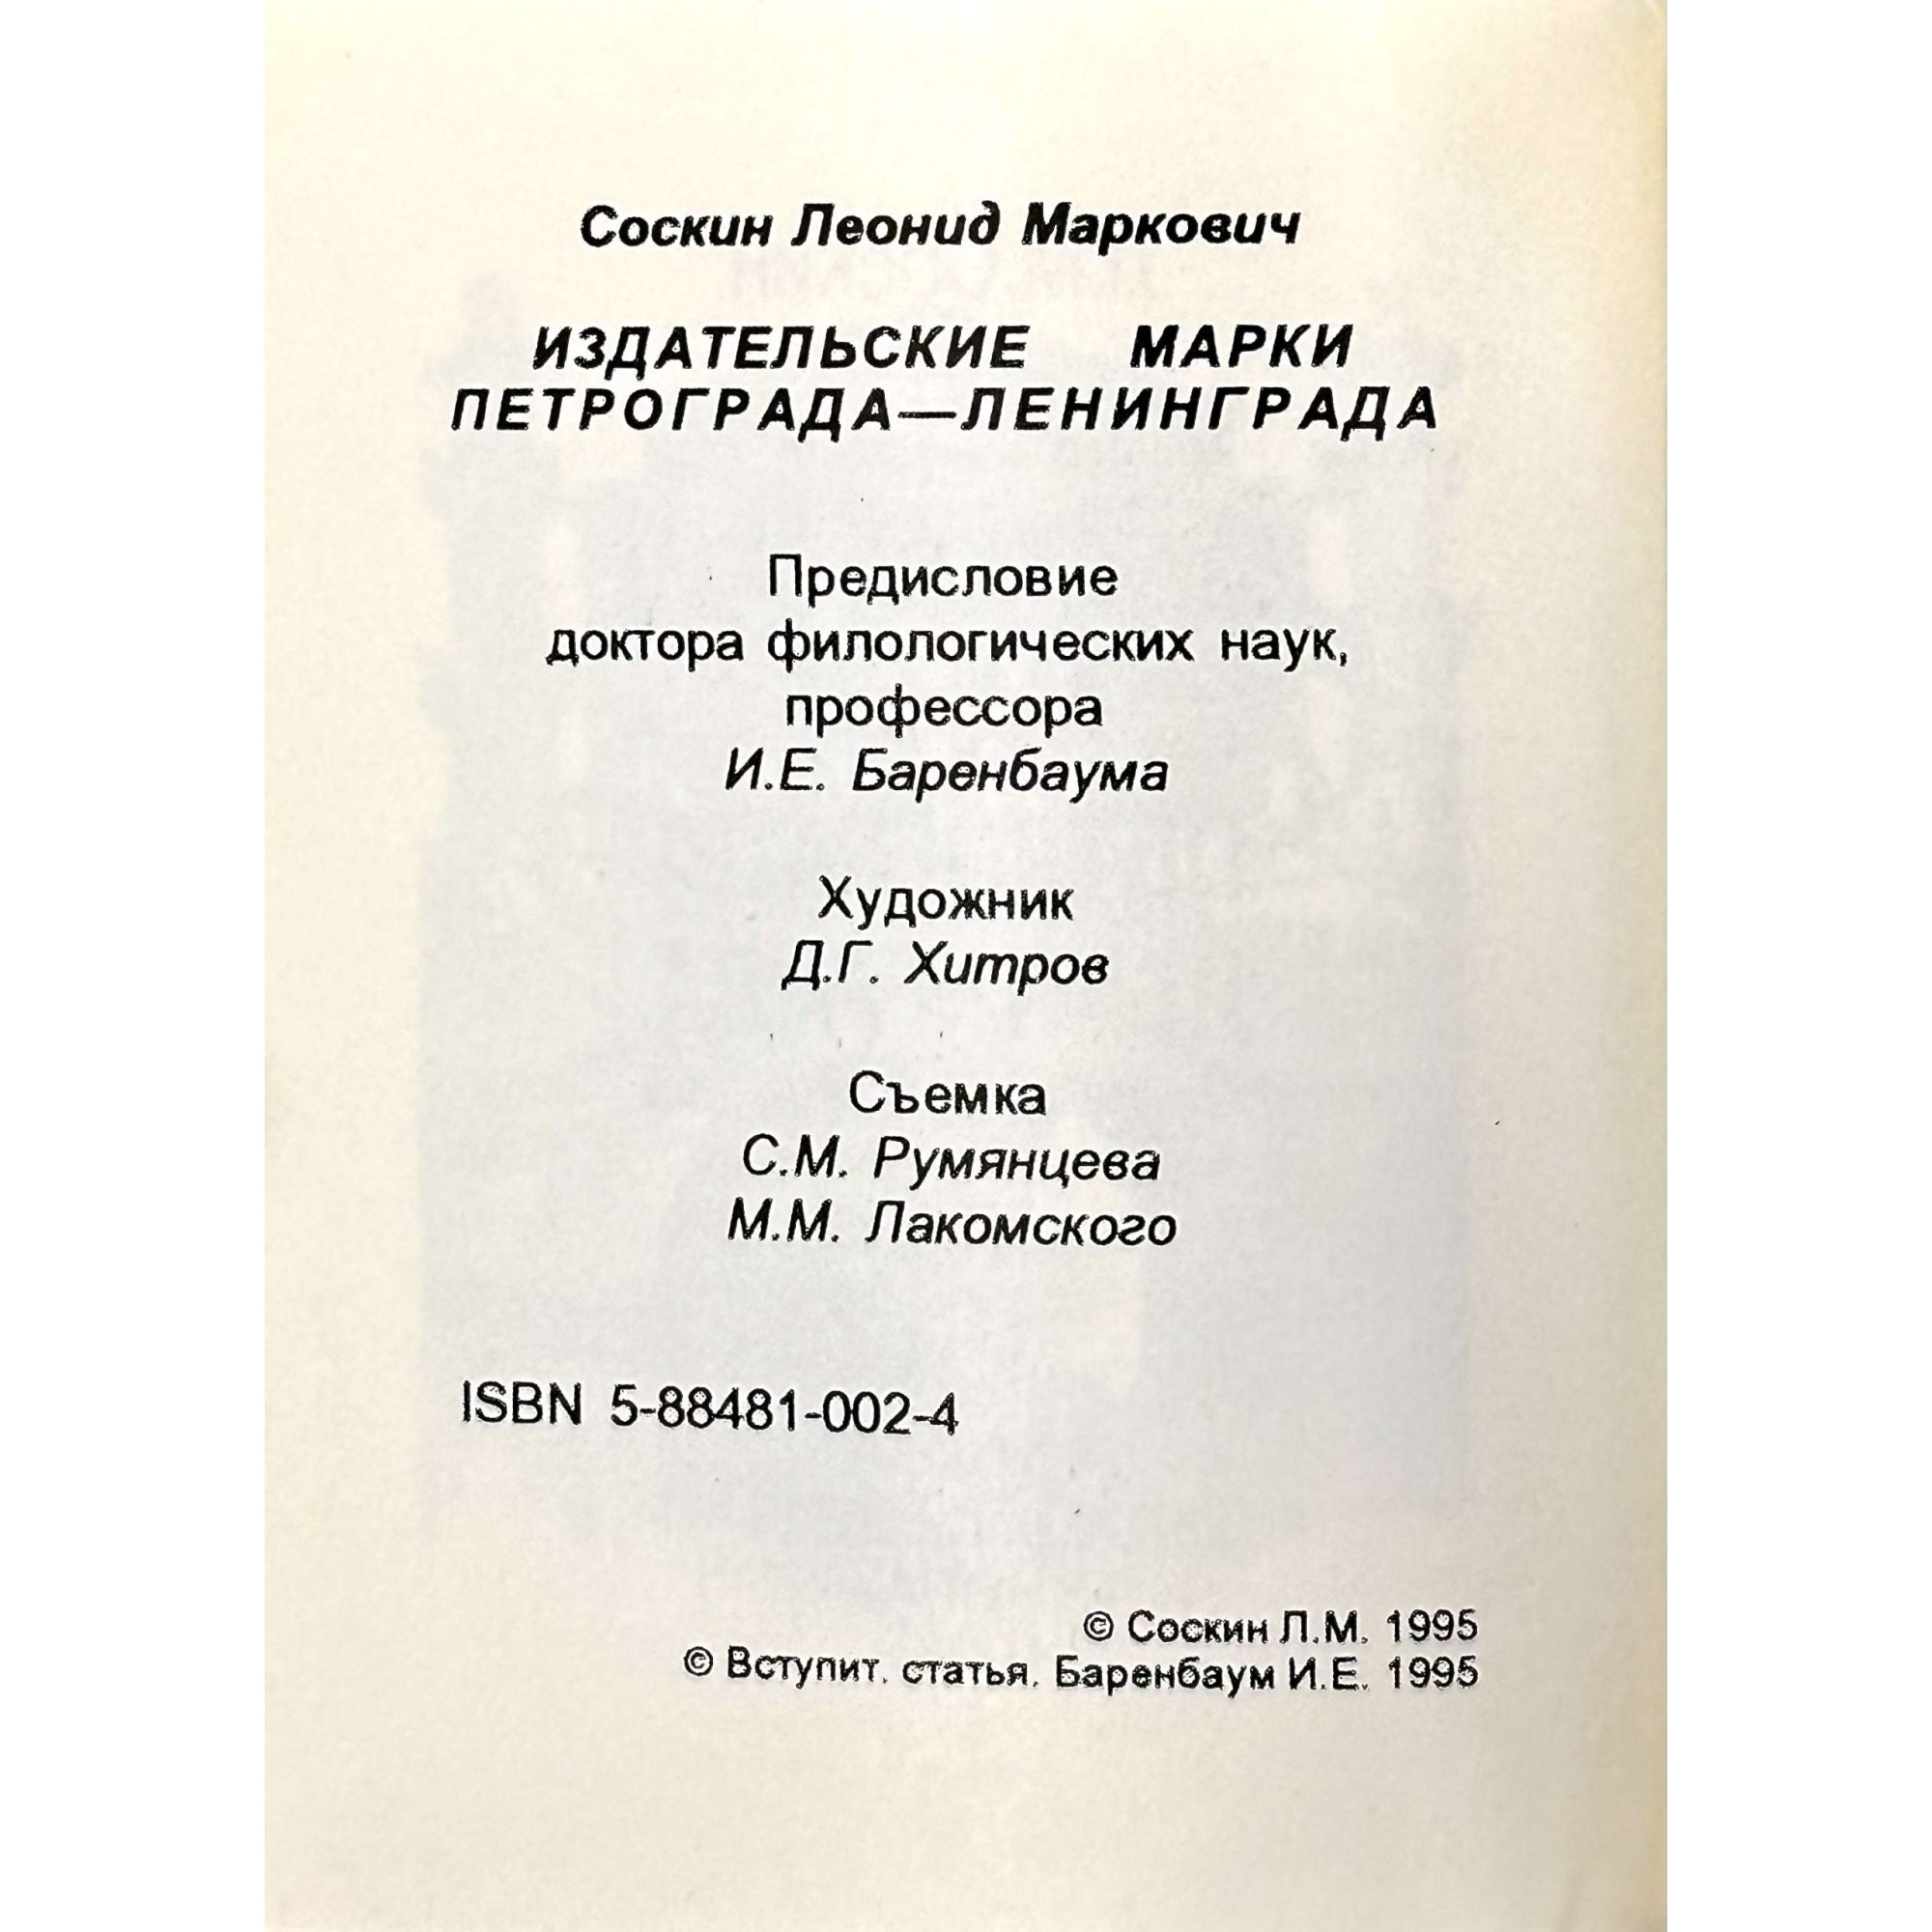 Соскин Леонид Маркович
ИЗДАТЕЛЬСКИЕ МАРКИ
ПЕТРОГРАДА—ЛЕНИНГРАДА
Предисловие
доктора филологических наук,
профессора
И.Е. Баренбаума
Художник
Д.Г. Хитров
Съемка
С.М. Румянцева
М.М. Лакомского
ISBN 5-88481-002-4
© Соскин Л.М. 1995
© Вступит. статья. Баренбаум И.Е. 1995